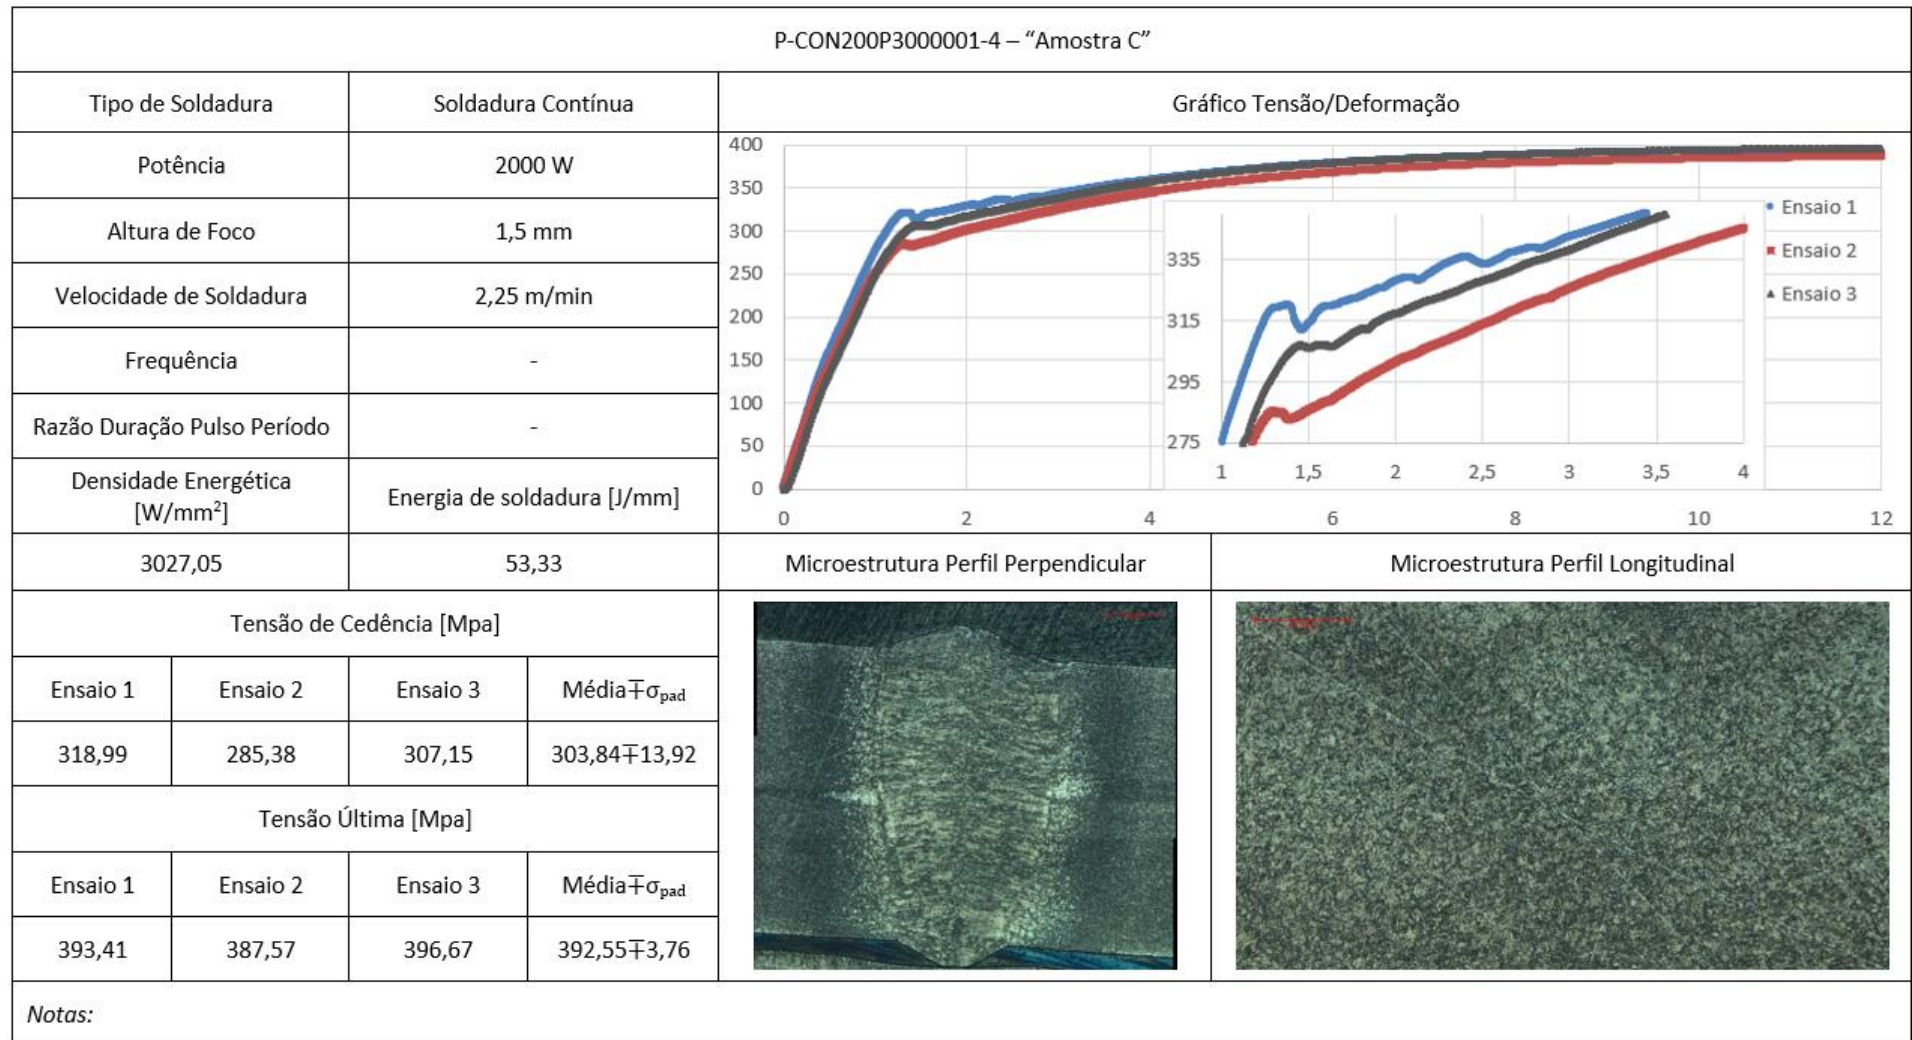 P-CON200P3000001-4 – “Amostra C”
Tipo de Soldadura
Soldadura Contínua
Gráfico Tensão/Deformação
Potência
2000 W
Altura de Foco
1,5 mm
Velocidade de Soldadura
2,25 m/min
Frequência
-
Razão Duração Pulso Período
-
Densidade Energética
[W/mm²]
Energia de soldadura [J/mm]
400
350
300
250
200
150
100
50
0
0
2
4
6
8
10
12
335
315
295
275
1
1,5
2
2,5
3
3,5
4
Ensaio 1
Ensaio 2
Ensaio 3
3027,05
53,33
Microestrutura Perfil Perpendicular
Microestrutura Perfil Longitudinal
Tensão de Cedência [Mpa]
Ensaio 1
Ensaio 2
Ensaio 3
Média∓σpad
318,99
285,38
307,15
303,84∓13,92
Tensão Última [Mpa]
Ensaio 1
Ensaio 2
Ensaio 3
Média∓σpad
393,41
387,57
396,67
392,55∓3,76
Notas: